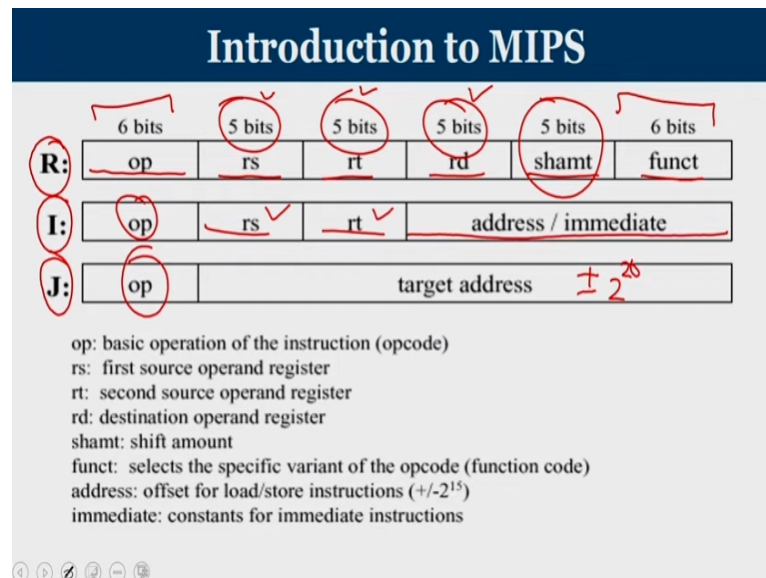 Introduction to MIPS
6 bits 5 bits 5 bits 5 bits 5 bits 6 bits
R: op rs rt rd shamt funct
I: op rs rt address / immediate
J: op target address ± 2²⁶
op: basic operation of the instruction (opcode)
rs: first source operand register
rt: second source operand register
rd: destination operand register
shamt: shift amount
funct: selects the specific variant of the opcode (function code)
address: offset for load/store instructions (+/-2¹⁵)
immediate: constants for immediate instructions